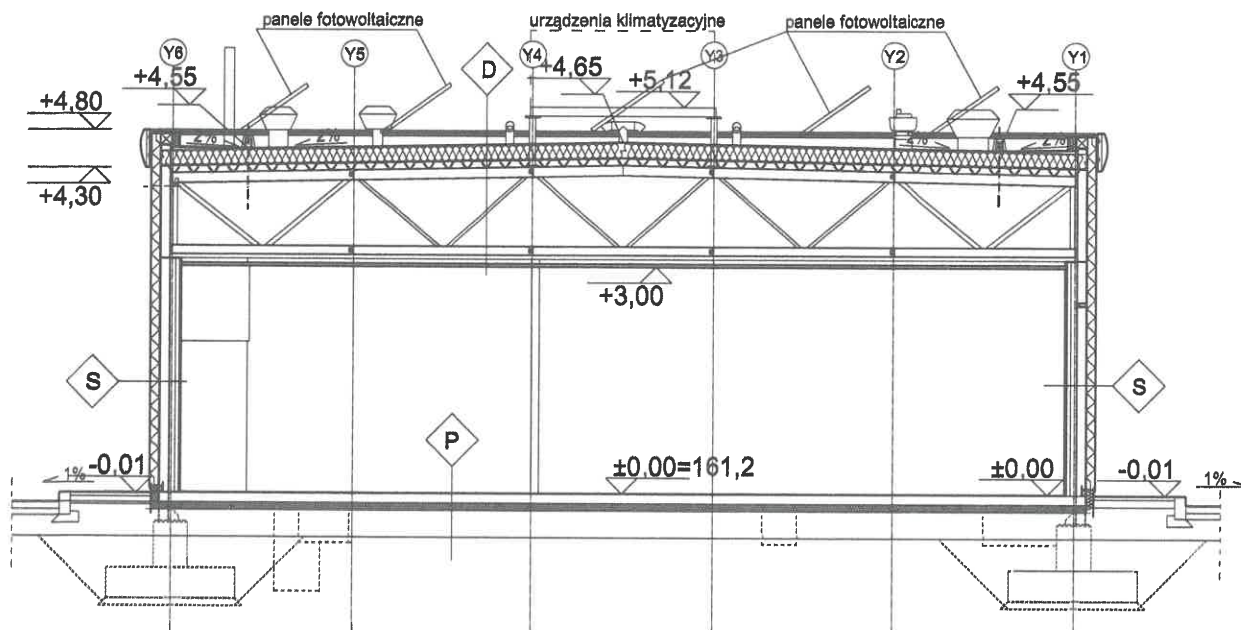 panele fotowoltaiczne
urządzenia klimatyzacyjne
panele fotowoltaiczne
Y6
Y5
Y4
Y3
Y2
Y1
D
+4,55
+4,65
+5,12
+4,55
+4,80
2%
2%
2%
2%
+4,30
+3,00
S
S
P
1%
-0,01
±0,00=161,2
±0,00
-0,01
1%